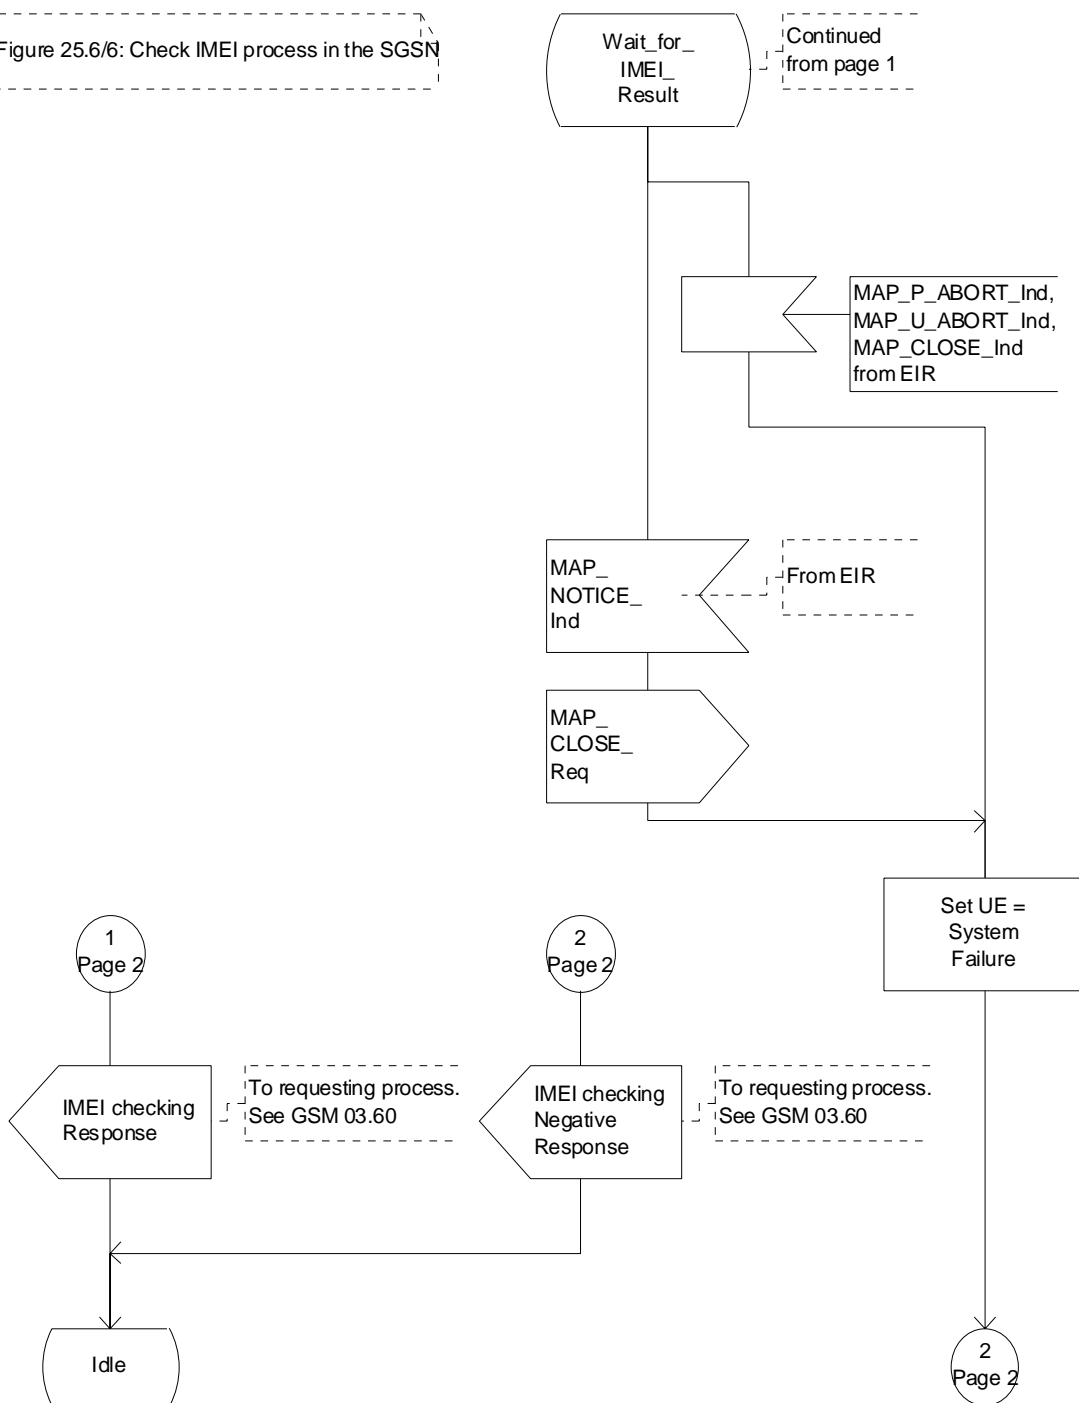 Figure 25.6/6: Check IMEI process in the SGSN
Wait_for_
IMEI_
Result
Continued
from page 1
MAP_P_ABORT_Ind,
MAP_U_ABORT_Ind,
MAP_CLOSE_Ind
from EIR
MAP_
NOTICE_
Ind
From EIR
MAP_
CLOSE_
Req
Set UE =
System
Failure
1
Page 2
2
Page 2
IMEI checking
Response
To requesting process.
See GSM 03.60
IMEI checking
Negative
Response
To requesting process.
See GSM 03.60
Idle
2
Page 2